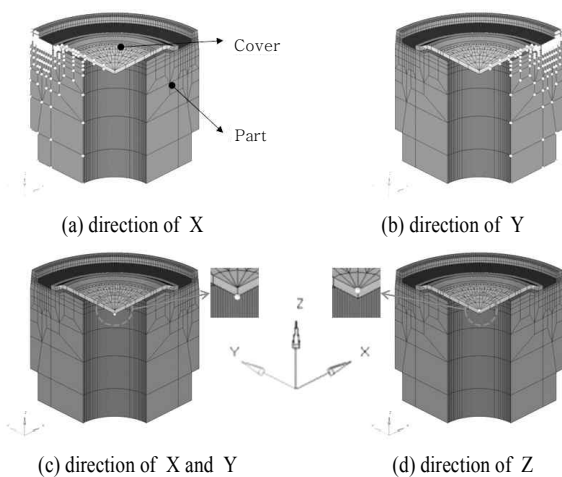 Cover
Part
(a) direction of X
(b) direction of Y
Z
Y
X
(c) direction of X and Y
(d) direction of Z